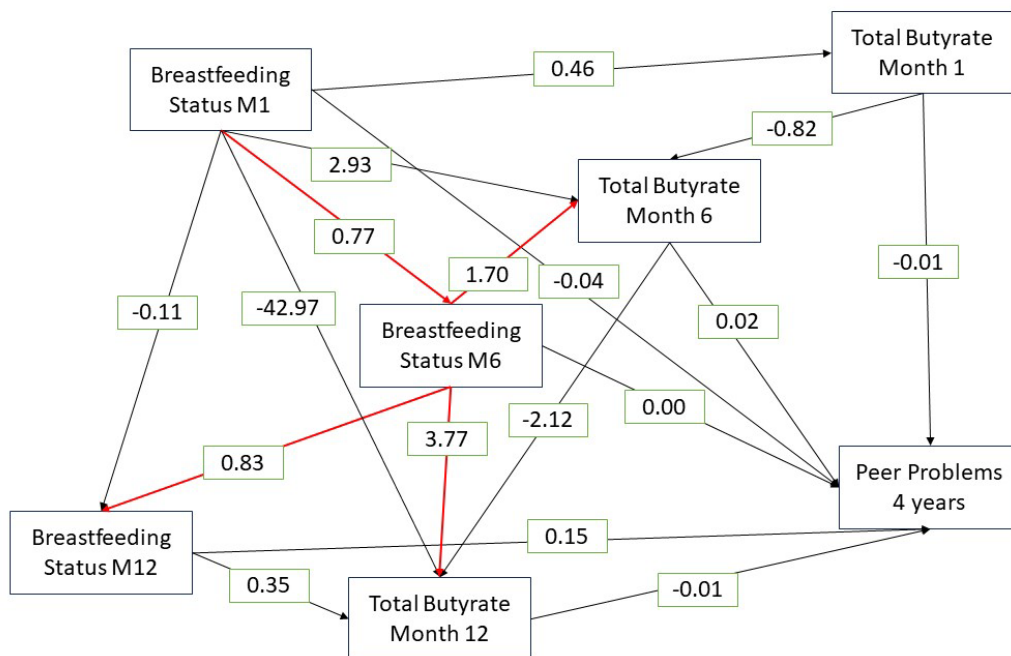 Total Butyrate
Month 1
Breastfeeding
Status M1
0.46
-0.82
2.93
Total Butyrate
Month 6
0.77
1.70
-0.04
-0.01
-0.11
-42.97
0.02
Breastfeeding
Status M6
0.00
-2.12
3.77
0.83
Peer Problems
4 years
Breastfeeding
Status M12
0.15
0.35
Total Butyrate
Month 12
-0.01